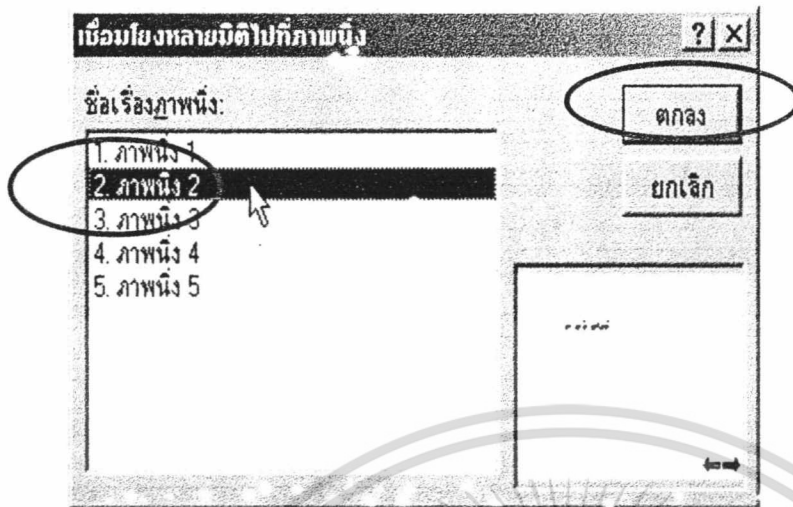 เชื่อมโยงหลายมิติไปที่ภาพนิ่ง
ชื่อเรื่องภาพนิ่ง:
1. ภาพนิ่ง 1
2. ภาพนิ่ง 2
3. ภาพนิ่ง 3
4. ภาพนิ่ง 4
5. ภาพนิ่ง 5
ตกลง
ยกเลิก